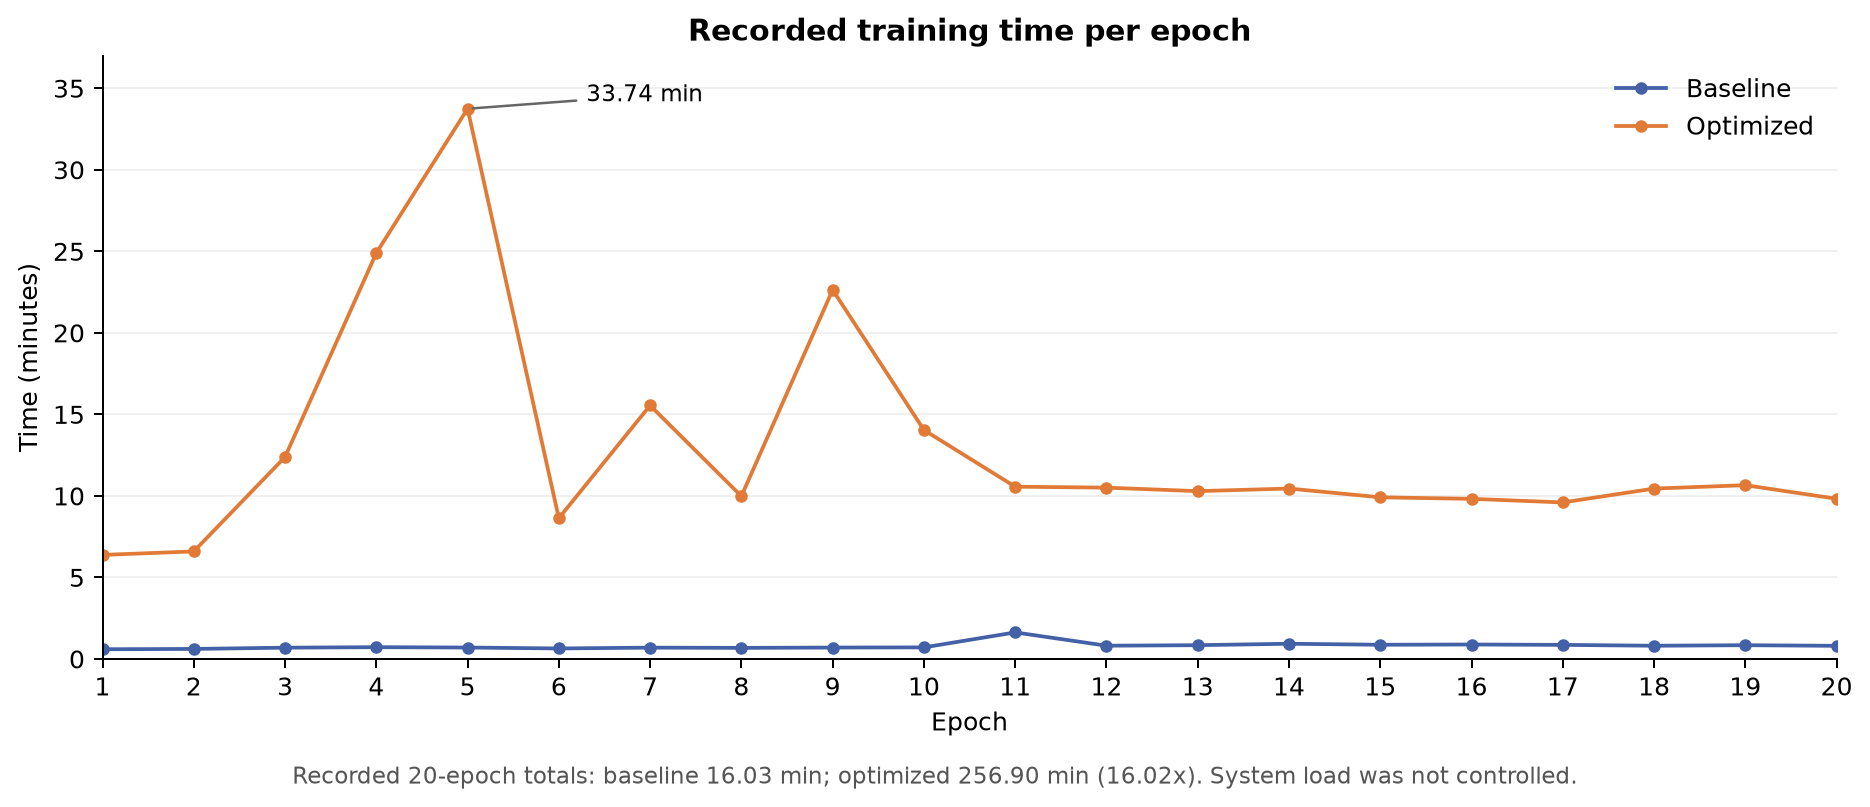 Recorded training time per epoch
33.74 min
Baseline
Optimized
Time (minutes)
35
30
25
20
15
10
5
0
1 2 3 4 5 6 7 8 9 10 11 12 13 14 15 16 17 18 19 20
Epoch
Recorded 20-epoch totals: baseline 16.03 min; optimized 256.90 min (16.02x). System load was not controlled.